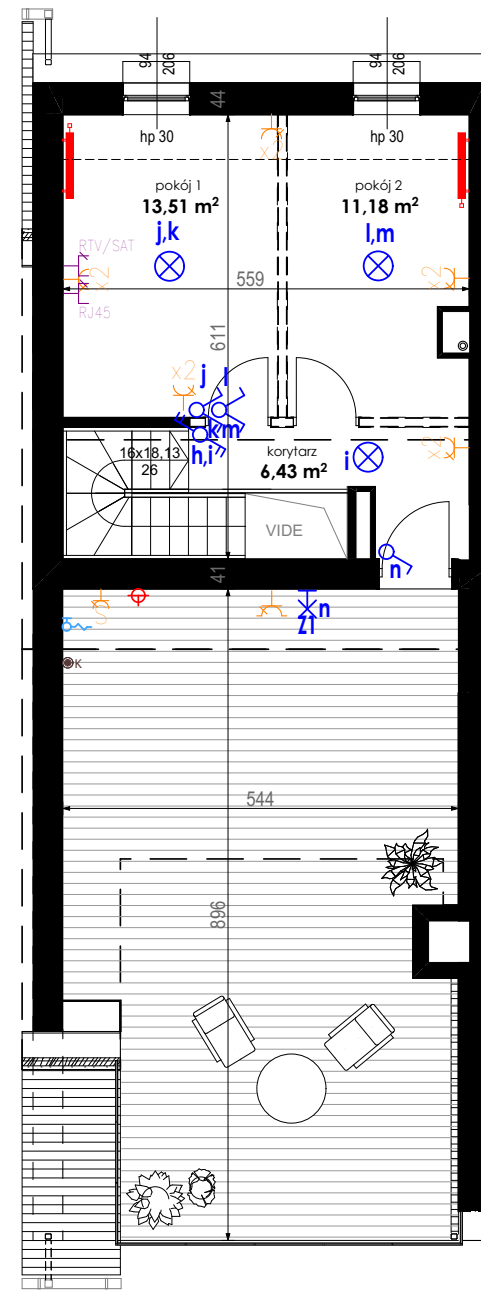 94 206
94 206
44
hp 30
hp 30
x2
pokój 1
13,51 m²
pokój 2
11,18 m²
j,k
l,m
RTV/SAT
x2
x2
559
RJ45
611
x2
j
l
k
m
h,i
16x18,13
26
korytarz
6,43 m²
i
x2
VIDE
n
41
S
Z1
n
K
544
896